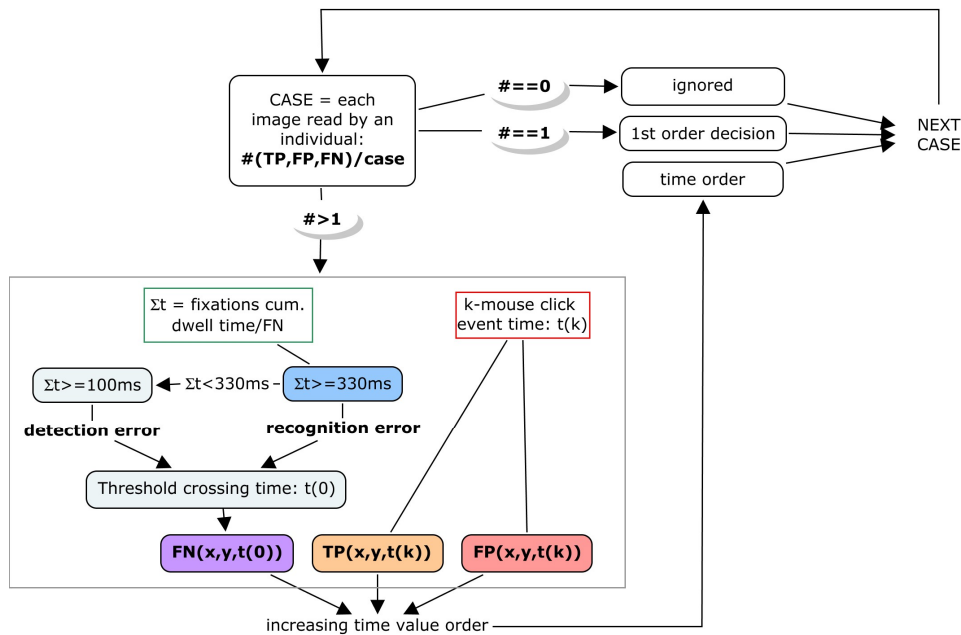 CASE = each
image read by an
individual:
#(TP,FP,FN)/case
#==0
ignored
#==1
1st order decision
time order
NEXT
CASE
#>1
Σt = fixations cum.
dwell time/FN
k-mouse click
event time: t(k)
Σt>=100ms
Σt<330ms
Σt>=330ms
detection error
recognition error
Threshold crossing time: t(0)
FN(x,y,t(0))
TP(x,y,t(k))
FP(x,y,t(k))
increasing time value order